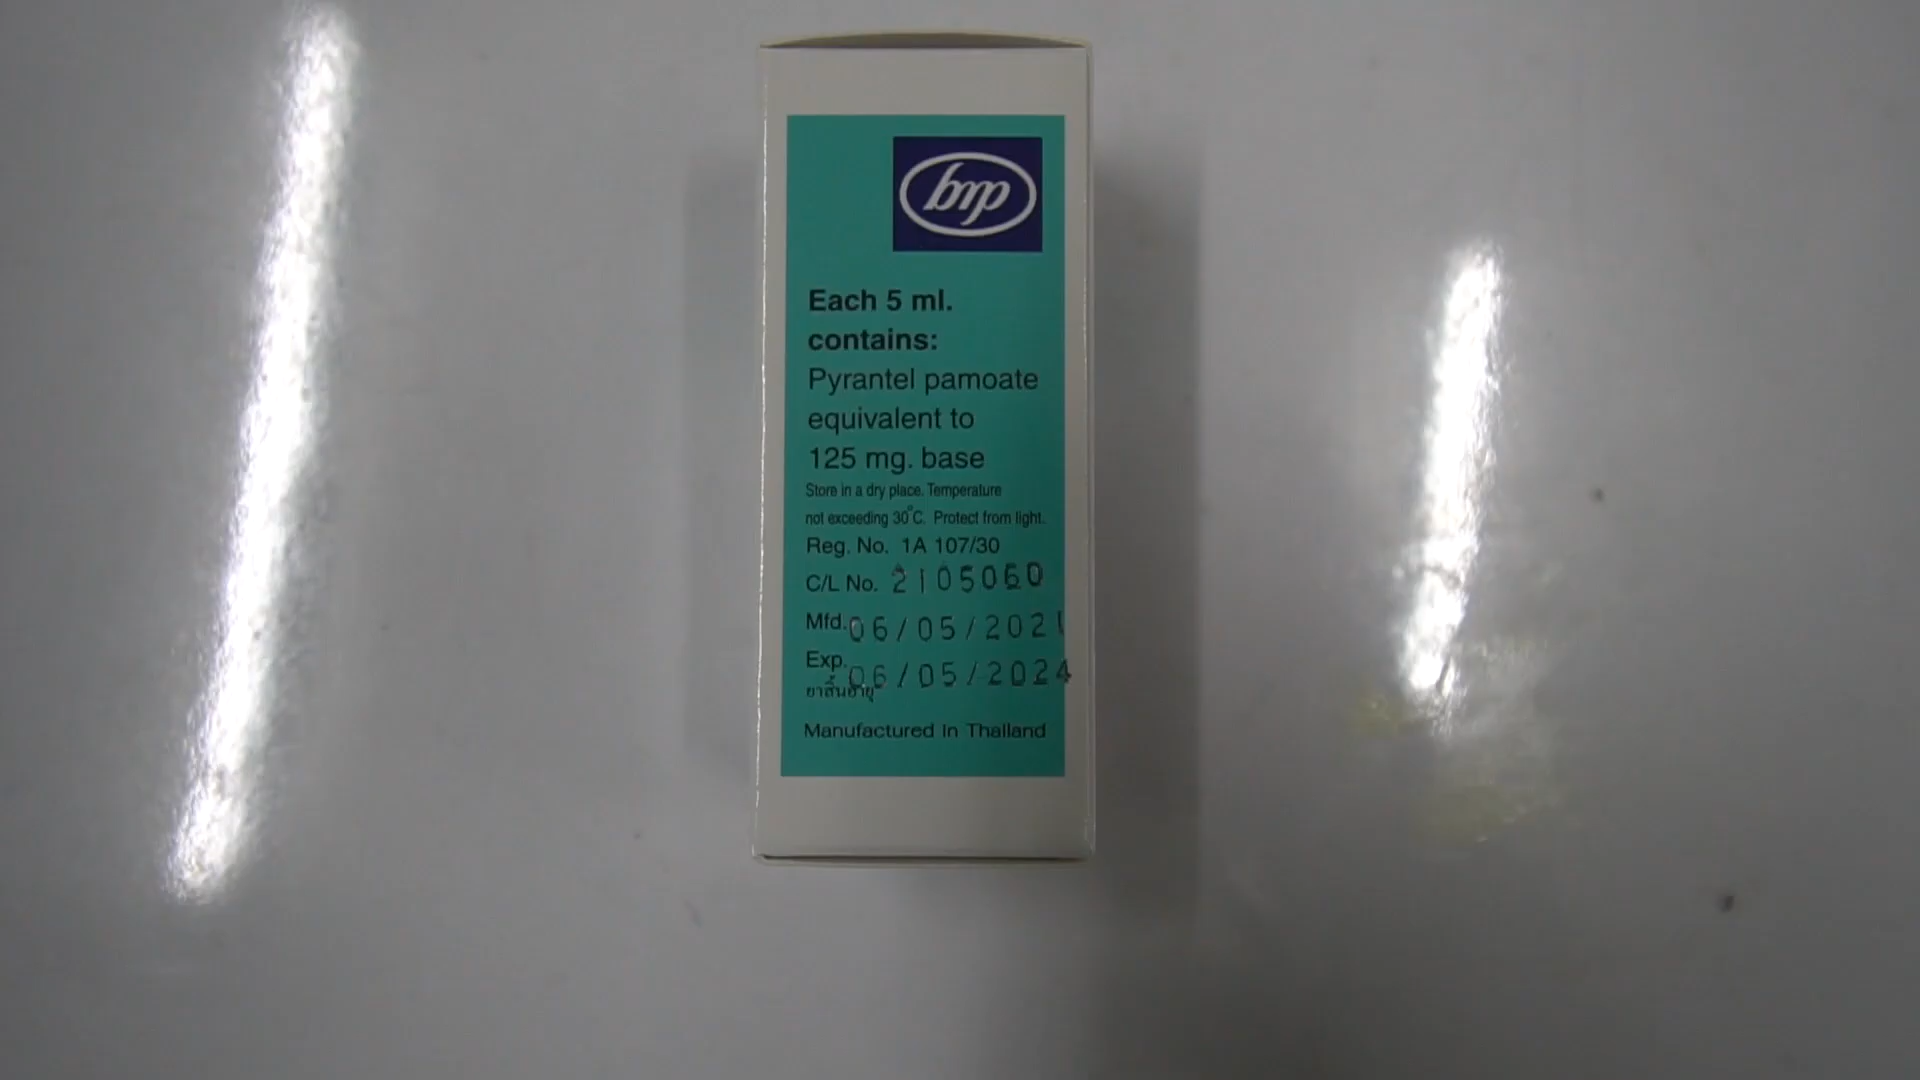 bmp
Each 5 ml.
contains:
Pyrantel pamoate
equivalent to
125 mg. base
Store in a dry place. Temperature
not exceeding 30°C. Protect from light.
Reg. No. 1A 107/30
C/L No. 2105060
Mfd. 06/05/2021
Exp. 06/05/2024
ยาสิ้นอายุ
Manufactured In Thailand